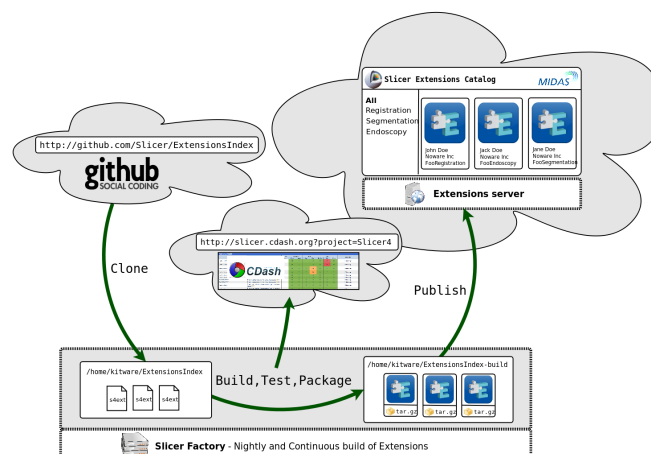 Slicer Extensions Catalog
MIDAS
All
Registration
Segmentation
Endoscopy
John Doe
Noware Inc
FooRegistration
Jack Doe
Noware Inc
FooEndoscopy
Jane Doe
Noware Inc
FooSegmentation
Extensions server
http://github.com/Slicer/ExtensionsIndex
github
SOCIAL CODING
http://slicer.cdash.org?project=Slicer4
CDash
Clone
Publish
/home/kitware/ExtensionsIndex
s4ext
s4ext
s4ext
Build,Test,Package
/home/kitware/ExtensionsIndex-build
tar.gz
tar.gz
tar.gz
Slicer Factory - Nightly and Continuous build of Extensions